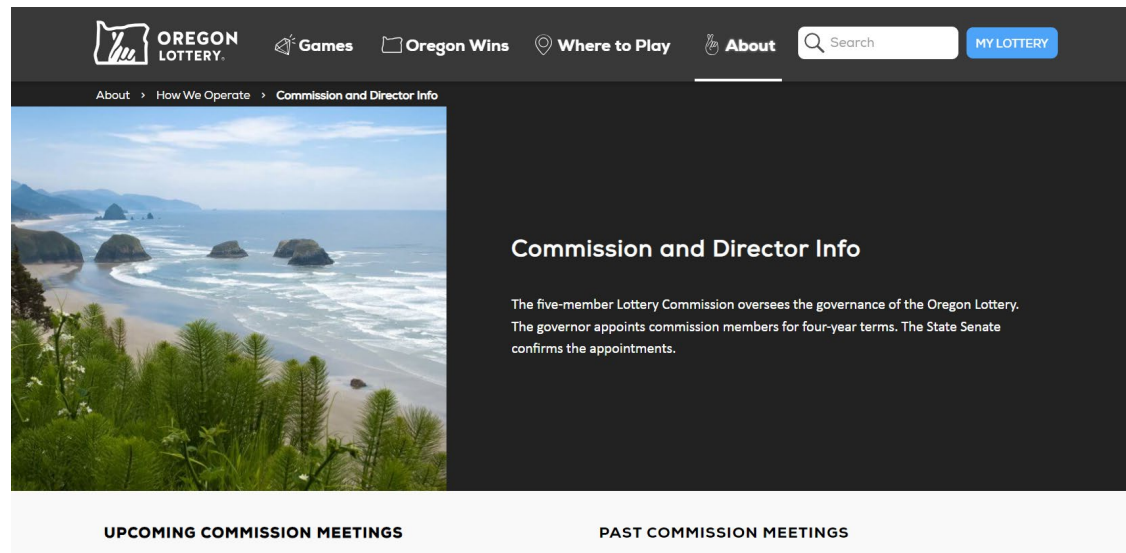 OREGON
LOTTERY.
Games
Oregon Wins
Where to Play
About
Search
MY LOTTERY
About > How We Operate > Commission and Director Info
Commission and Director Info
The five-member Lottery Commission oversees the governance of the Oregon Lottery.
The governor appoints commission members for four-year terms. The State Senate
confirms the appointments.
UPCOMING COMMISSION MEETINGS
PAST COMMISSION MEETINGS